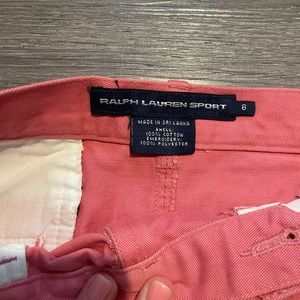 RALPH LAUREN SPORT 6
MADE IN SRI LANKA
SHELL:
100% COTTON
EMBROIDERY:
100% POLYESTER